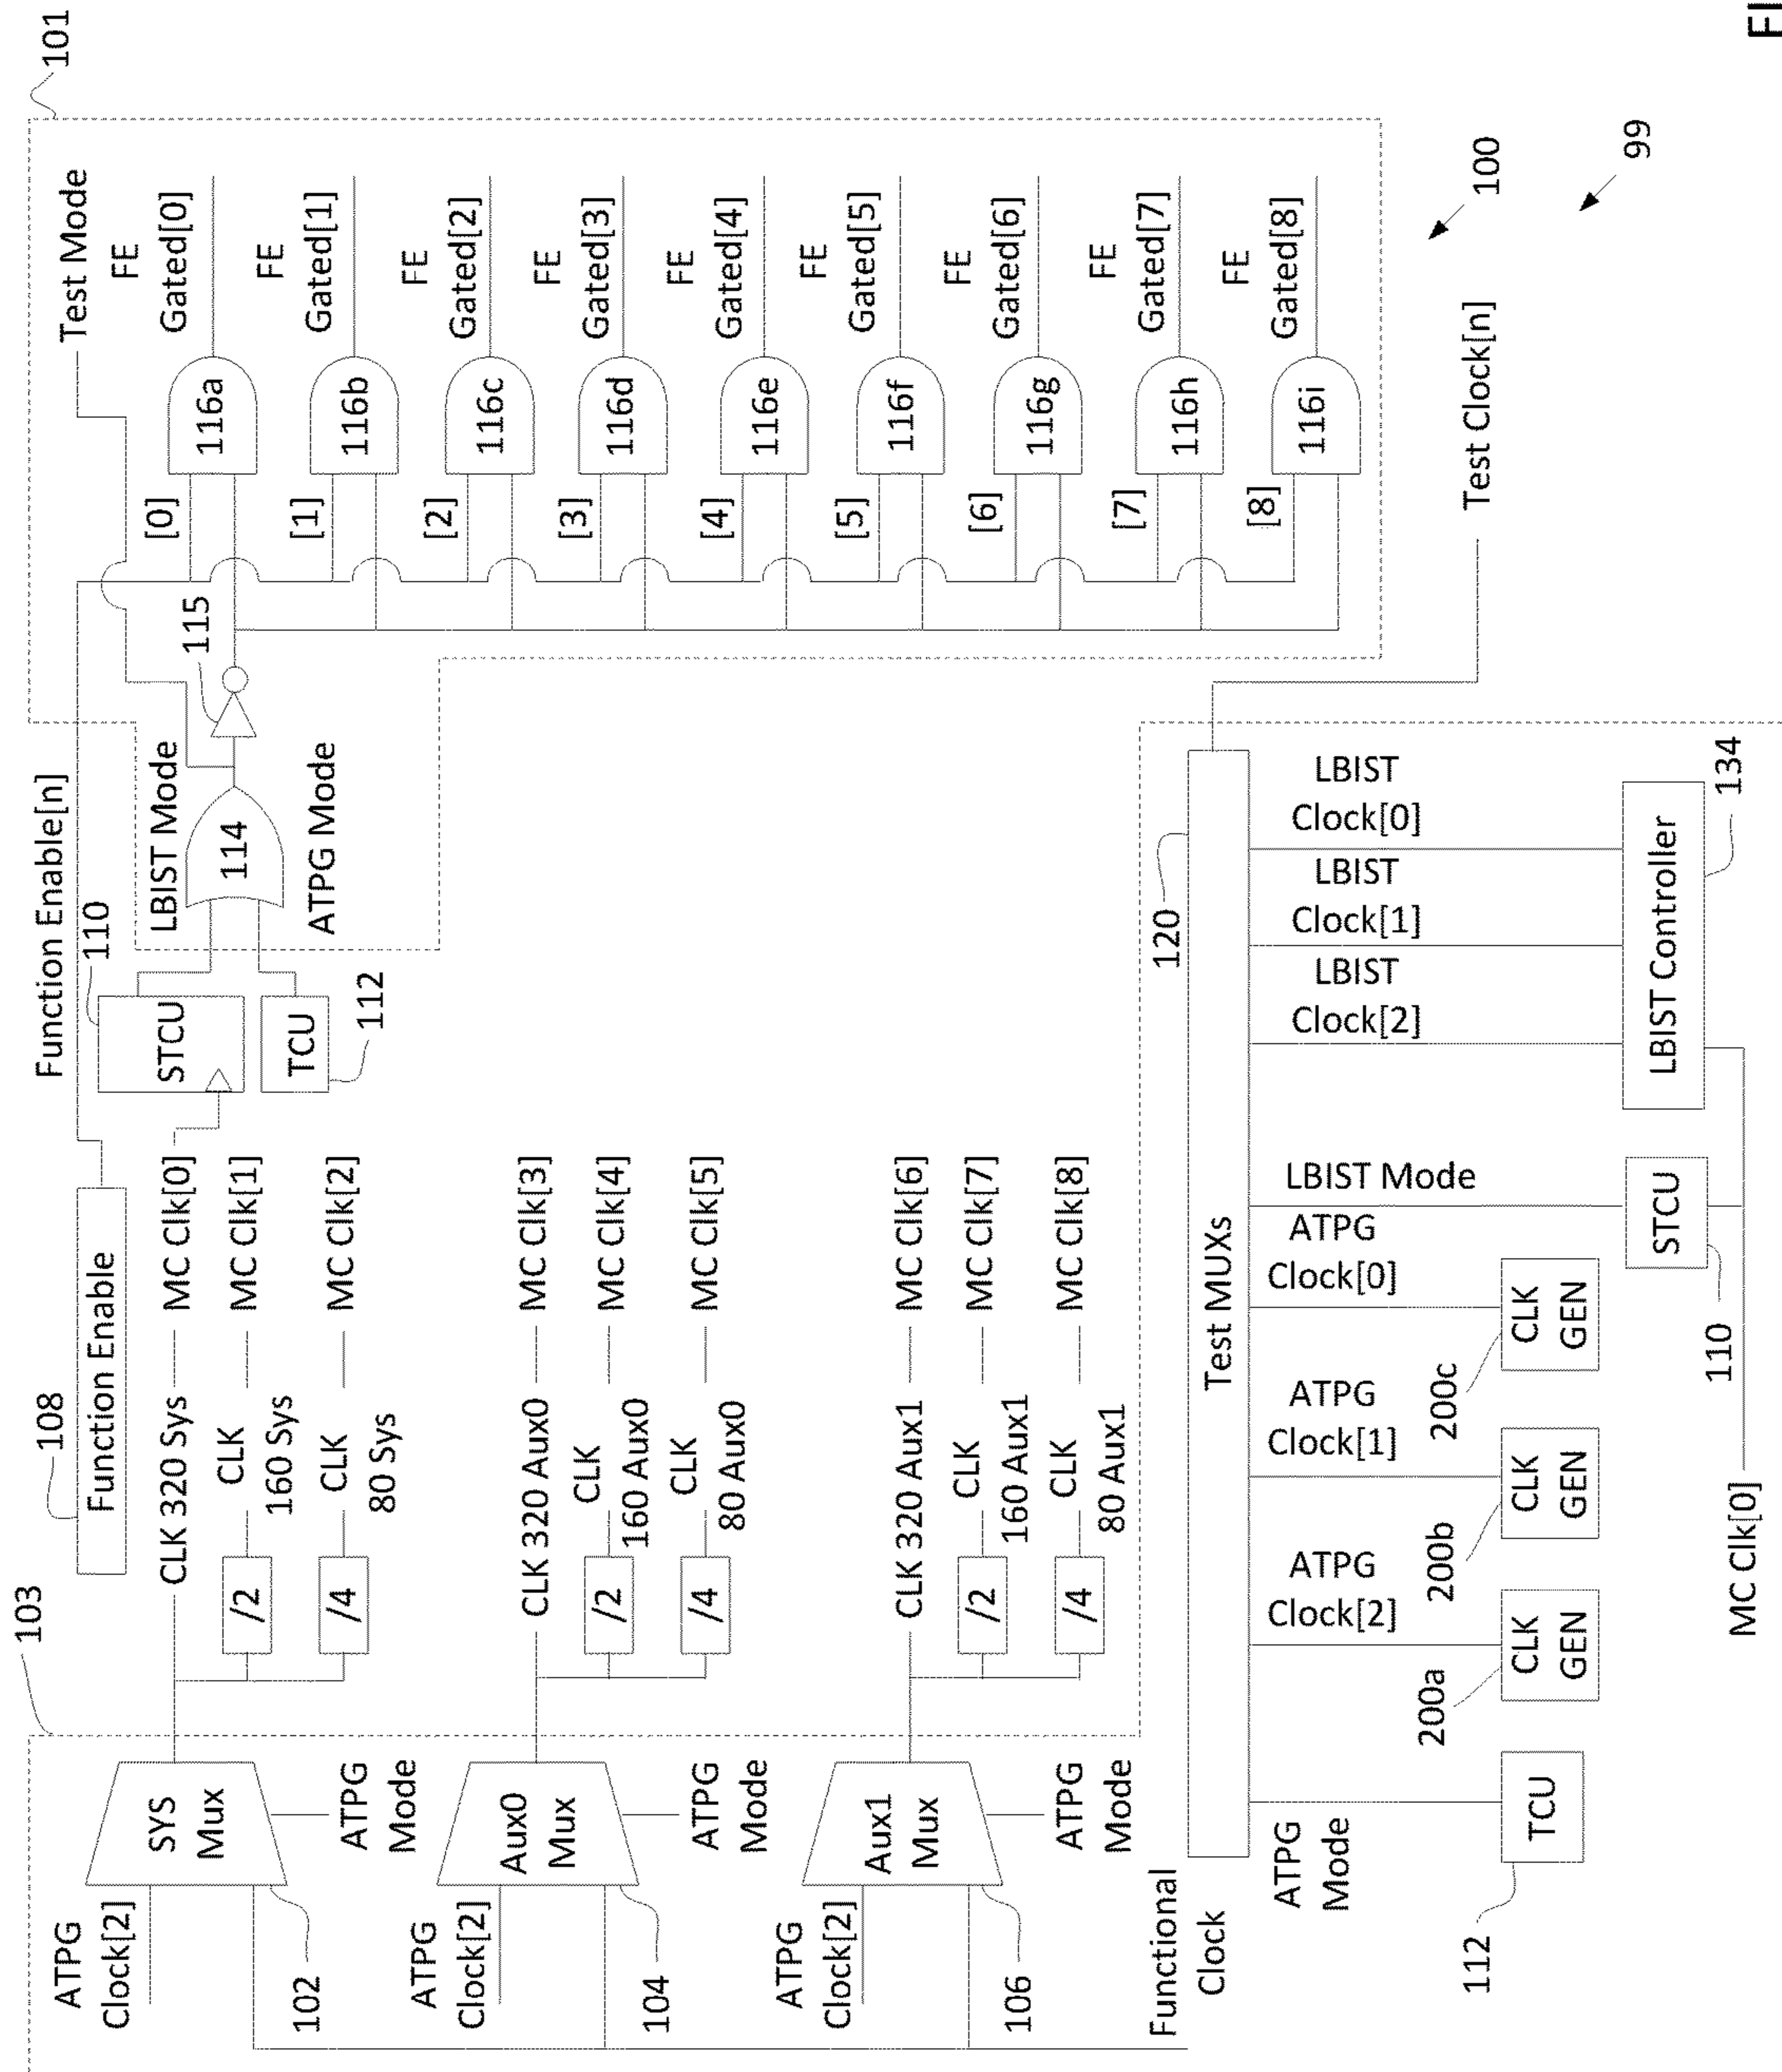 103
108
Function Enable
Function Enable[n]
101
Test Mode
ATPG
Clock[2]
SYS
Mux
102
ATPG
Mode
CLK 320 Sys
MC Clk[0]
/2
CLK
160 Sys
MC Clk[1]
/4
CLK
80 Sys
MC Clk[2]
110
STCU
TCU
112
LBIST Mode
114
ATPG Mode
115
[0]
116a
FE
Gated[0]
[1]
116b
FE
Gated[1]
[2]
116c
FE
Gated[2]
[3]
116d
FE
Gated[3]
[4]
116e
FE
Gated[4]
[5]
116f
FE
Gated[5]
[6]
116g
FE
Gated[6]
[7]
116h
FE
Gated[7]
[8]
116i
FE
Gated[8]
ATPG
Clock[2]
Aux0
Mux
104
ATPG
Mode
CLK 320 Aux0
MC Clk[3]
/2
CLK
160 Aux0
MC Clk[4]
/4
CLK
80 Aux0
MC Clk[5]
ATPG
Clock[2]
Aux1
Mux
106
ATPG
Mode
CLK 320 Aux1
MC Clk[6]
/2
CLK
160 Aux1
MC Clk[7]
/4
CLK
80 Aux1
MC Clk[8]
Functional
Clock
Test MUXs
120
Test Clock[n]
100
99
ATPG
Mode
ATPG
Clock[2]
ATPG
Clock[1]
ATPG
Clock[0]
LBIST Mode
LBIST
Clock[2]
LBIST
Clock[1]
LBIST
Clock[0]
112
TCU
200a
CLK
GEN
200b
CLK
GEN
200c
CLK
GEN
110
STCU
LBIST Controller
134
MC Clk[0]